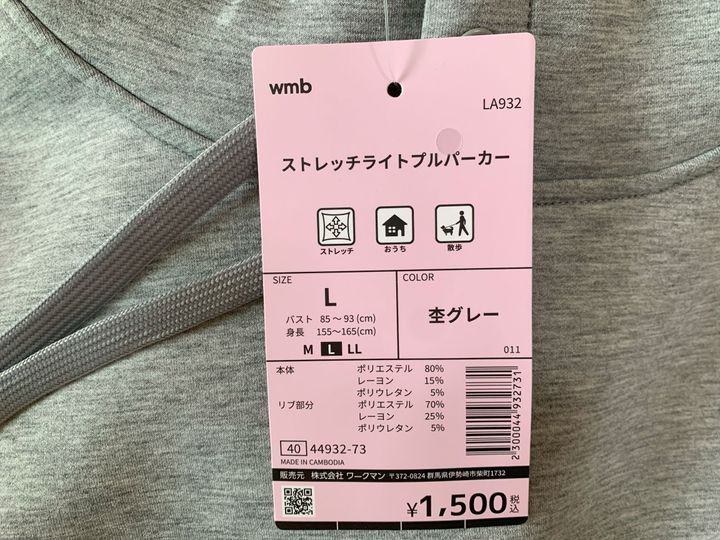 wmb
LA932
ストレッチライトプルパーカー
ストレッチ おうち 散歩
SIZE
L
バスト 85～93(cm)
身長 155～165(cm)
M L LL
COLOR
杢グレー
011
本体 ポリエステル 80%
レーヨン 15%
ポリウレタン 5%
リブ部分 ポリエステル 70%
レーヨン 25%
ポリウレタン 5%
2300044932731
40 44932-73
MADE IN CAMBODIA
販売元 株式会社 ワークマン 〒372-0824 群馬県伊勢崎市柴町1732
¥1,500税込